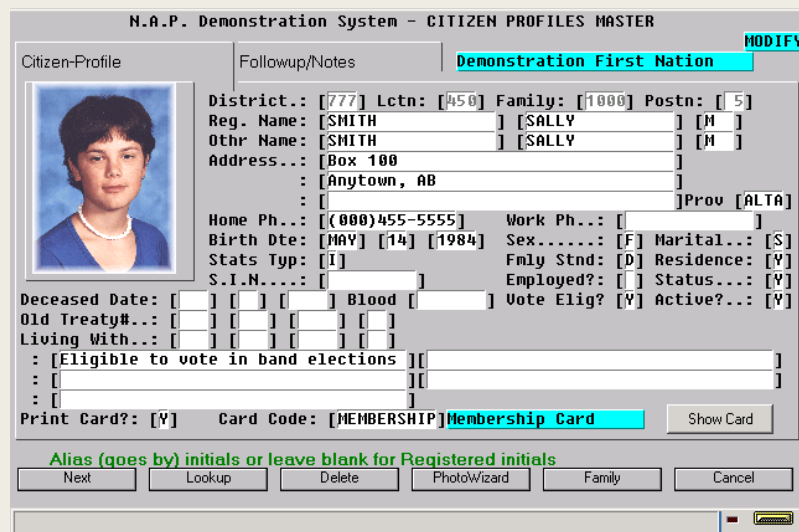 N.A.P. Demonstration System - CITIZEN PROFILES MASTER
MODIFY
Citizen-Profile
Followup/Notes
Demonstration First Nation
District.: [777] Lctn: [450] Family: [1000] Postn: [ 5]
Reg. Name: [SMITH ] [SALLY ] [M ]
Othr Name: [SMITH ] [SALLY ] [M ]
Address..: [Box 100 ]
: [Anytown, AB ]
: [ ]Prov [ALTA]
Home Ph..: [(000)455-5555] Work Ph..: [ ]
Birth Dte: [MAY] [14] [1984] Sex.....: [F] Marital..: [S]
Stats Typ: [I] Fmly Stnd: [D] Residence: [Y]
S.I.N....: [ ] Employed?: [ ] Status...: [Y]
Deceased Date: [ ] [ ] [ ] Blood [ ] Vote Elig? [Y] Active?..: [Y]
Old Treaty#..: [ ] [ ] [ ] [ ]
Living With..: [ ] [ ] [ ] [ ]
: [Eligible to vote in band elections ][ ]
: [ ][ ]
: [ ]
Print Card?: [Y] Card Code: [MEMBERSHIP]Membership Card
Show Card
Alias (goes by) initials or leave blank for Registered initials
Next Lookup Delete PhotoWizard Family Cancel